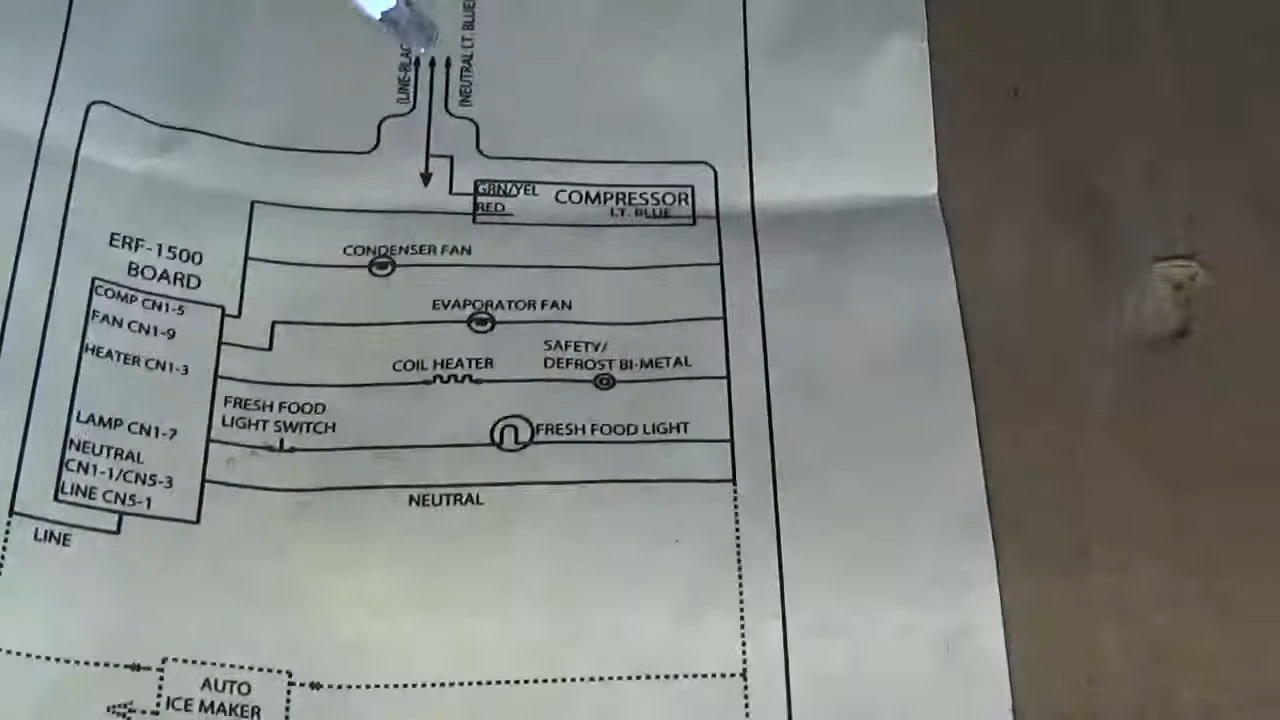 (LINE-BLAC
(NEUTRAL LT. BLUE
GRN/YEL
COMPRESSOR
RED
LT. BLUE
ERF-1500
BOARD
CONDENSER FAN
COMP CN1-5
FAN CN1-9
EVAPORATOR FAN
HEATER CN1-3
COIL HEATER
SAFETY/
DEFROST BI-METAL
FRESH FOOD
LIGHT SWITCH
LAMP CN1-7
FRESH FOOD LIGHT
NEUTRAL
CN1-1/CN5-3
LINE CN5-1
NEUTRAL
LINE
AUTO
ICE MAKER